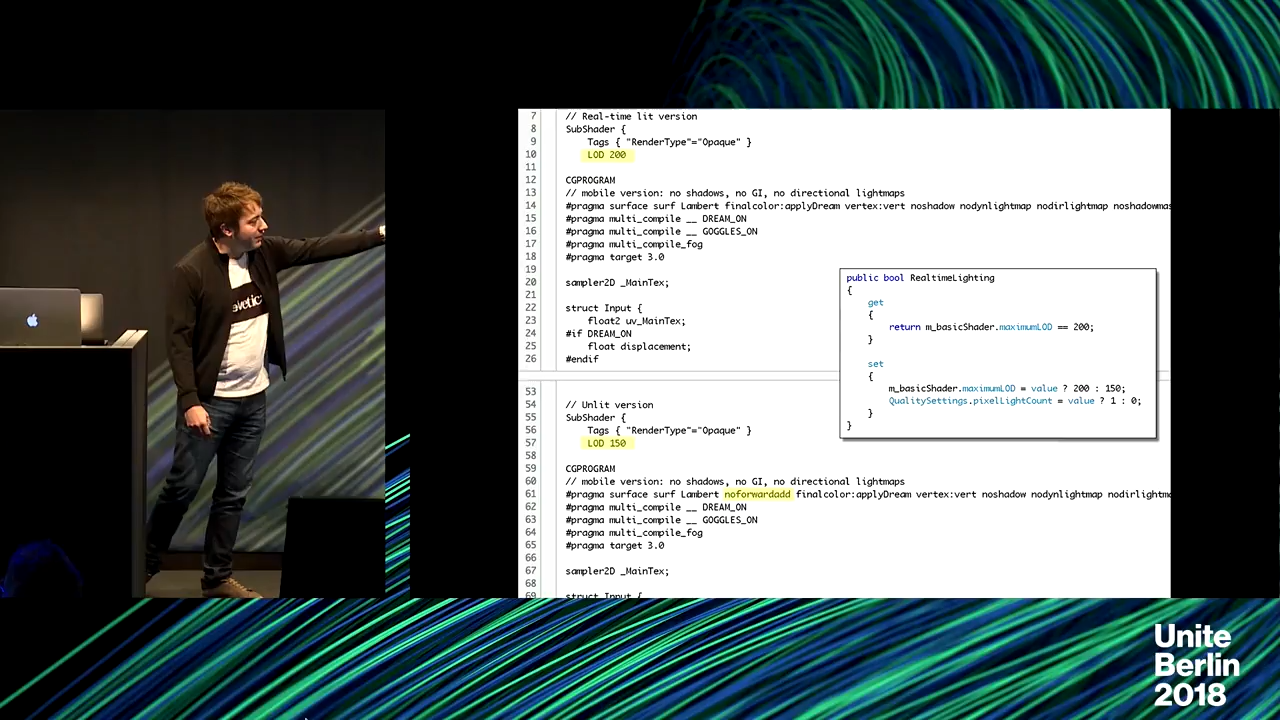 elvetic
7 // Real-time lit version
8 SubShader {
9 Tags { "RenderType"="Opaque" }
10 LOD 200
11
12 CGPROGRAM
13 // mobile version: no shadows, no GI, no directional lightmaps
14 #pragma surface surf Lambert finalcolor:applyDream vertex:vert noshadow nodynlightmap nodirlightmap noshadowmas
15 #pragma multi_compile __ DREAM_ON
16 #pragma multi_compile __ GOGGLES_ON
17 #pragma multi_compile_fog
18 #pragma target 3.0
19
20 sampler2D _MainTex;
21
22 struct Input {
23 float2 uv_MainTex;
24 #if DREAM_ON
25 float displacement;
26 #endif
53
54 // Unlit version
55 SubShader {
56 Tags { "RenderType"="Opaque" }
57 LOD 150
58
59 CGPROGRAM
60 // mobile version: no shadows, no GI, no directional lightmaps
61 #pragma surface surf Lambert noforwardadd finalcolor:applyDream vertex:vert noshadow nodynlightmap nodirlightma
62 #pragma multi_compile __ DREAM_ON
63 #pragma multi_compile __ GOGGLES_ON
64 #pragma multi_compile_fog
65 #pragma target 3.0
66
67 sampler2D _MainTex;
68
69 struct Input {
public bool RealtimeLighting
{
get
{
return m_basicShader.maximumLOD == 200;
}
set
{
m_basicShader.maximumLOD = value ? 200 : 150;
QualitySettings.pixelLightCount = value ? 1 : 0;
}
}
Unite
Berlin
2018